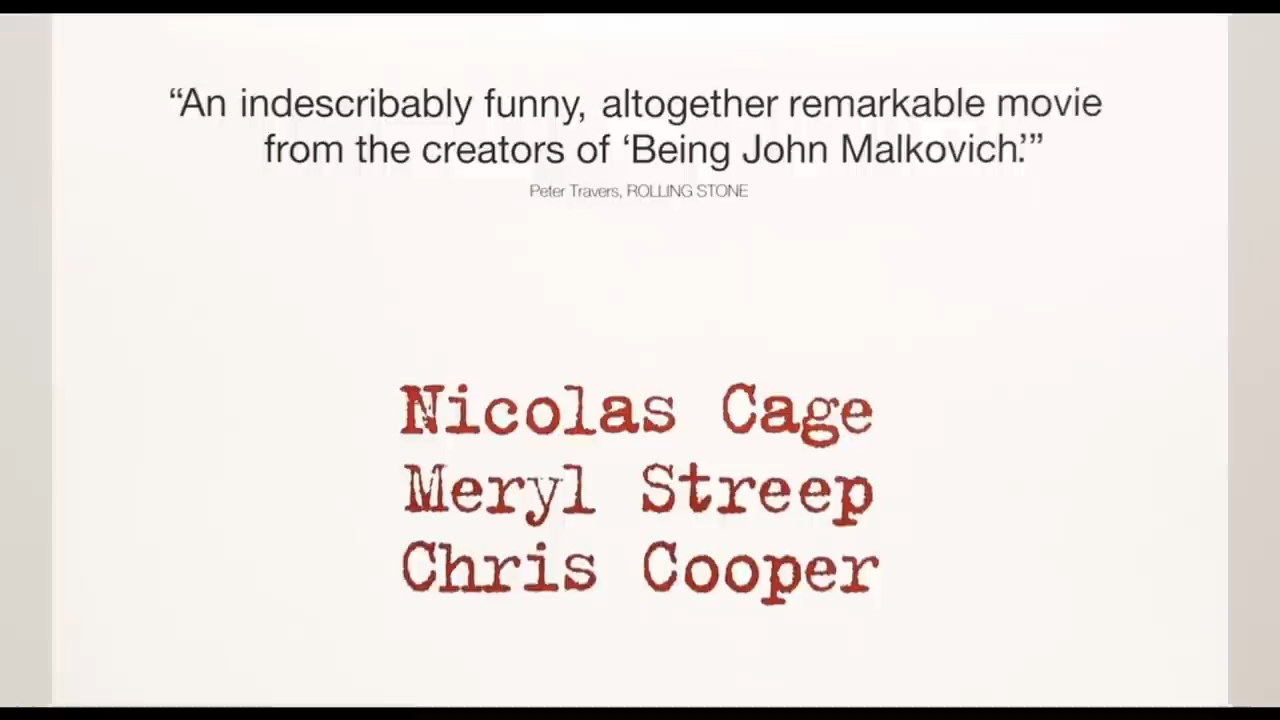 “An indescribably funny, altogether remarkable movie
from the creators of ‘Being John Malkovich.’”
Peter Travers, ROLLING STONE
Nicolas Cage
Meryl Streep
Chris Cooper